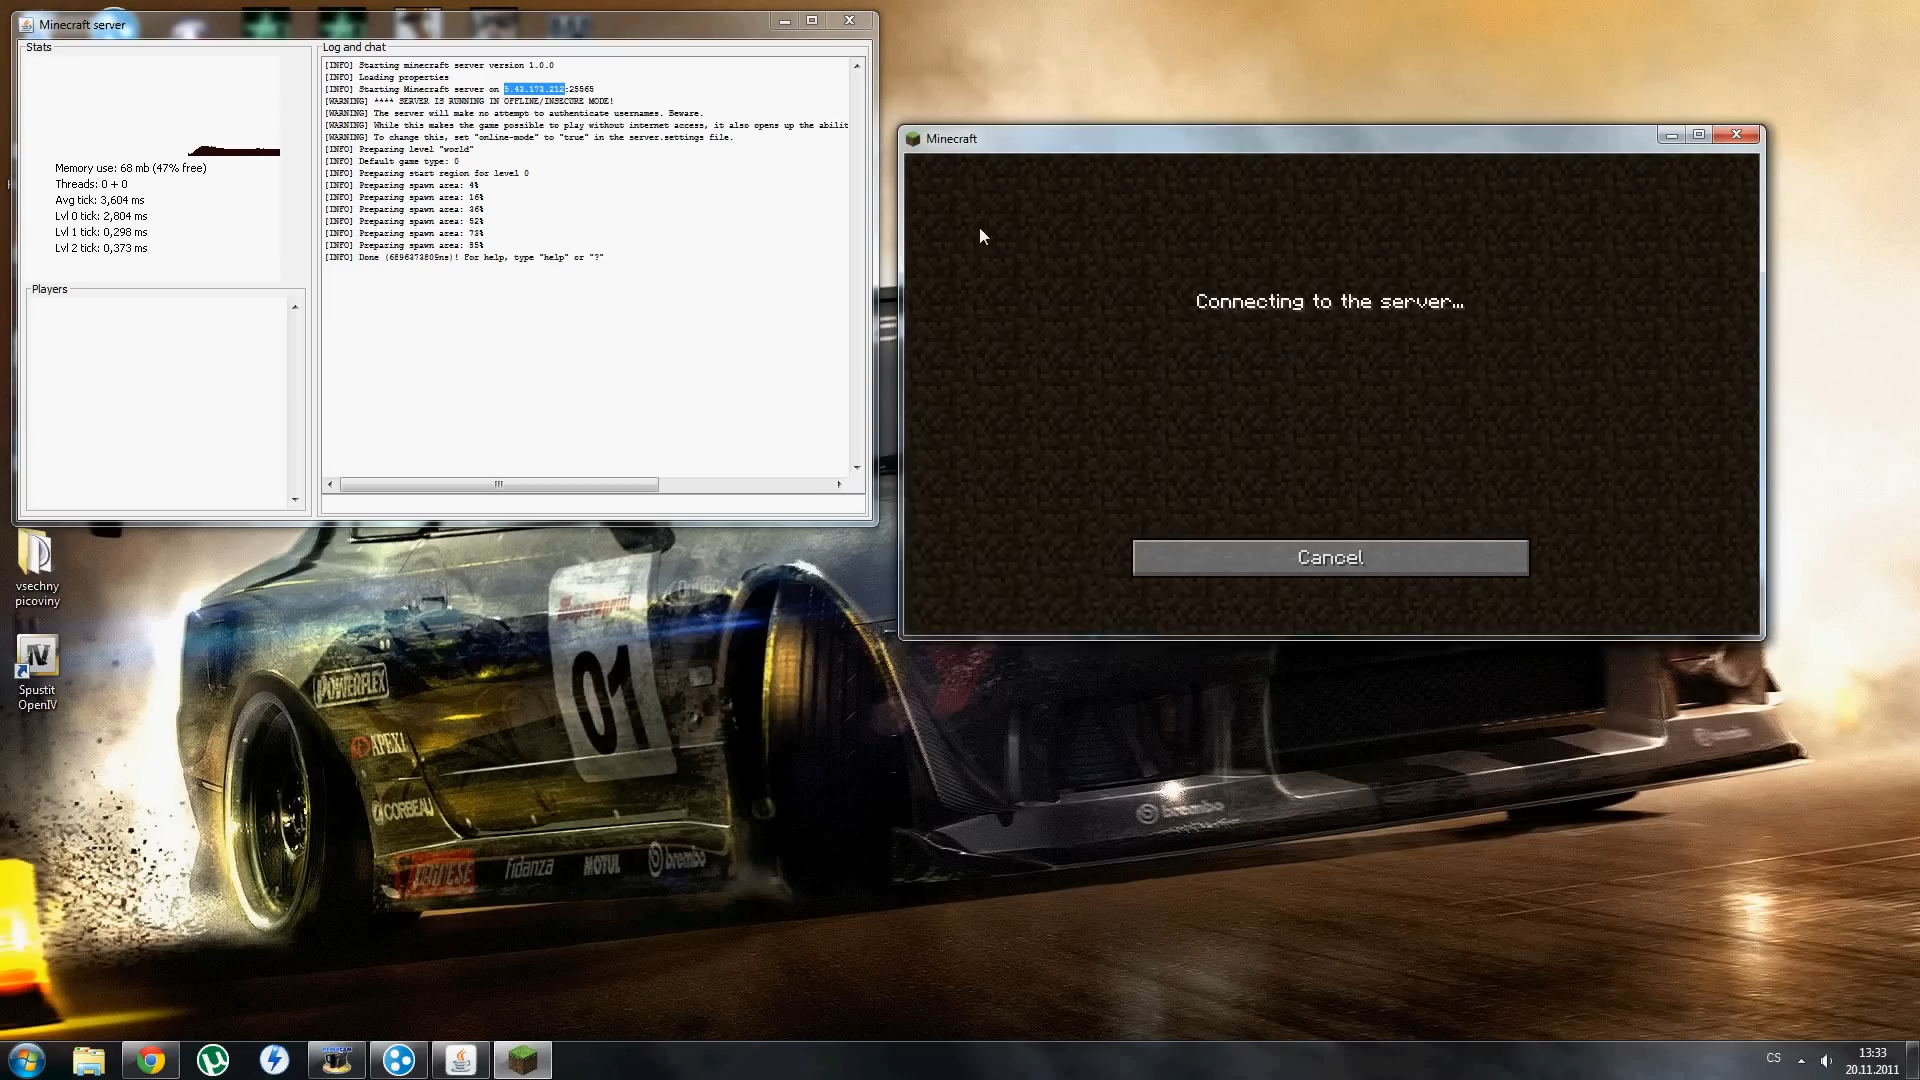 Minecraft server
Stats
Memory use: 68 mb (47% free)
Threads: 0 + 0
Avg tick: 3,604 ms
Lvl 0 tick: 2,804 ms
Lvl 1 tick: 0,298 ms
Lvl 2 tick: 0,373 ms
Players
Log and chat
[INFO] Starting minecraft server version 1.0.0
[INFO] Loading properties
[INFO] Starting Minecraft server on 5.43.173.212:25565
[WARNING] **** SERVER IS RUNNING IN OFFLINE/INSECURE MODE!
[WARNING] The server will make no attempt to authenticate usernames. Beware.
[WARNING] While this makes the game possible to play without internet access, it also opens up the abilit
[WARNING] To change this, set "online-mode" to "true" in the server.settings file.
[INFO] Preparing level "world"
[INFO] Default game type: 0
[INFO] Preparing start region for level 0
[INFO] Preparing spawn area: 4%
[INFO] Preparing spawn area: 16%
[INFO] Preparing spawn area: 36%
[INFO] Preparing spawn area: 52%
[INFO] Preparing spawn area: 73%
[INFO] Preparing spawn area: 85%
[INFO] Done (6896373809ns)! For help, type "help" or "?"
Minecraft
Connecting to the server...
Cancel
vsechny
picoviny
Spustit
OpenIV
POWERFLEX
01
APEXi
CORBEAU
fidanza
MOTUL
brembo
brembo
CS
13:33
20.11.2011